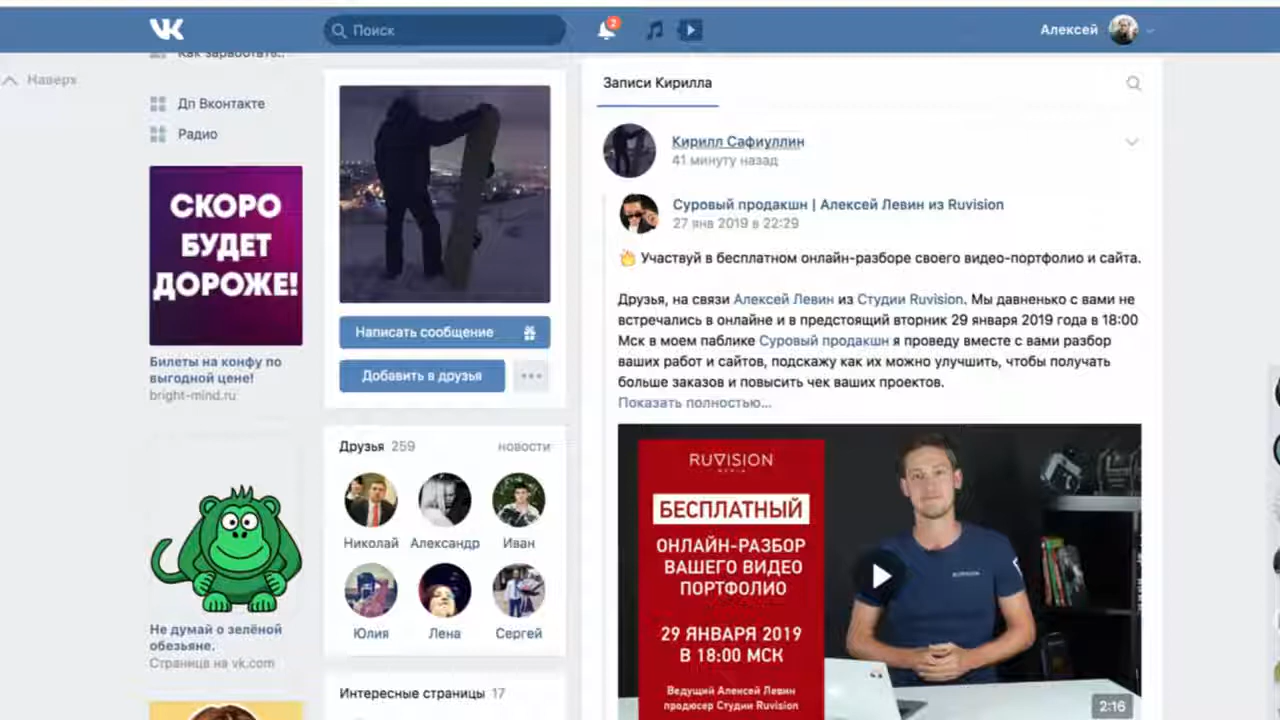 VK
Поиск
2
Алексей
Как заработать..
Наверх
Дп Вконтакте
Радио
СКОРО
БУДЕТ
ДОРОЖЕ!
Билеты на конфу по
выгодной цене!
bright-mind.ru
Не думай о зелёной
обезьяне.
Страница на vk.com
Написать сообщение
Добавить в друзья
Друзья 259
новости
Николай Александр Иван
Юлия Лена Сергей
Интересные страницы 17
Записи Кирилла
Кирилл Сафиуллин
41 минуту назад
Суровый продакшн | Алексей Левин из Ruvision
27 янв 2019 в 22:29
Участвуй в бесплатном онлайн-разборе своего видео-портфолио и сайта.
Друзья, на связи Алексей Левин из Студии Ruvision. Мы давненько с вами не
встречались в онлайне и в предстоящий вторник 29 января 2019 года в 18:00
Мск в моем паблике Суровый продакшн я проведу вместе с вами разбор
ваших работ и сайтов, подскажу как их можно улучшить, чтобы получать
больше заказов и повысить чек ваших проектов.
Показать полностью...
RUVISION
MEDIA
БЕСПЛАТНЫЙ
ОНЛАЙН-РАЗБОР
ВАШЕГО ВИДЕО
ПОРТФОЛИО
29 ЯНВАРЯ 2019
В 18:00 МСК
Ведущий Алексей Левин
продюсер Студии Ruvision
RUVISION
2:16